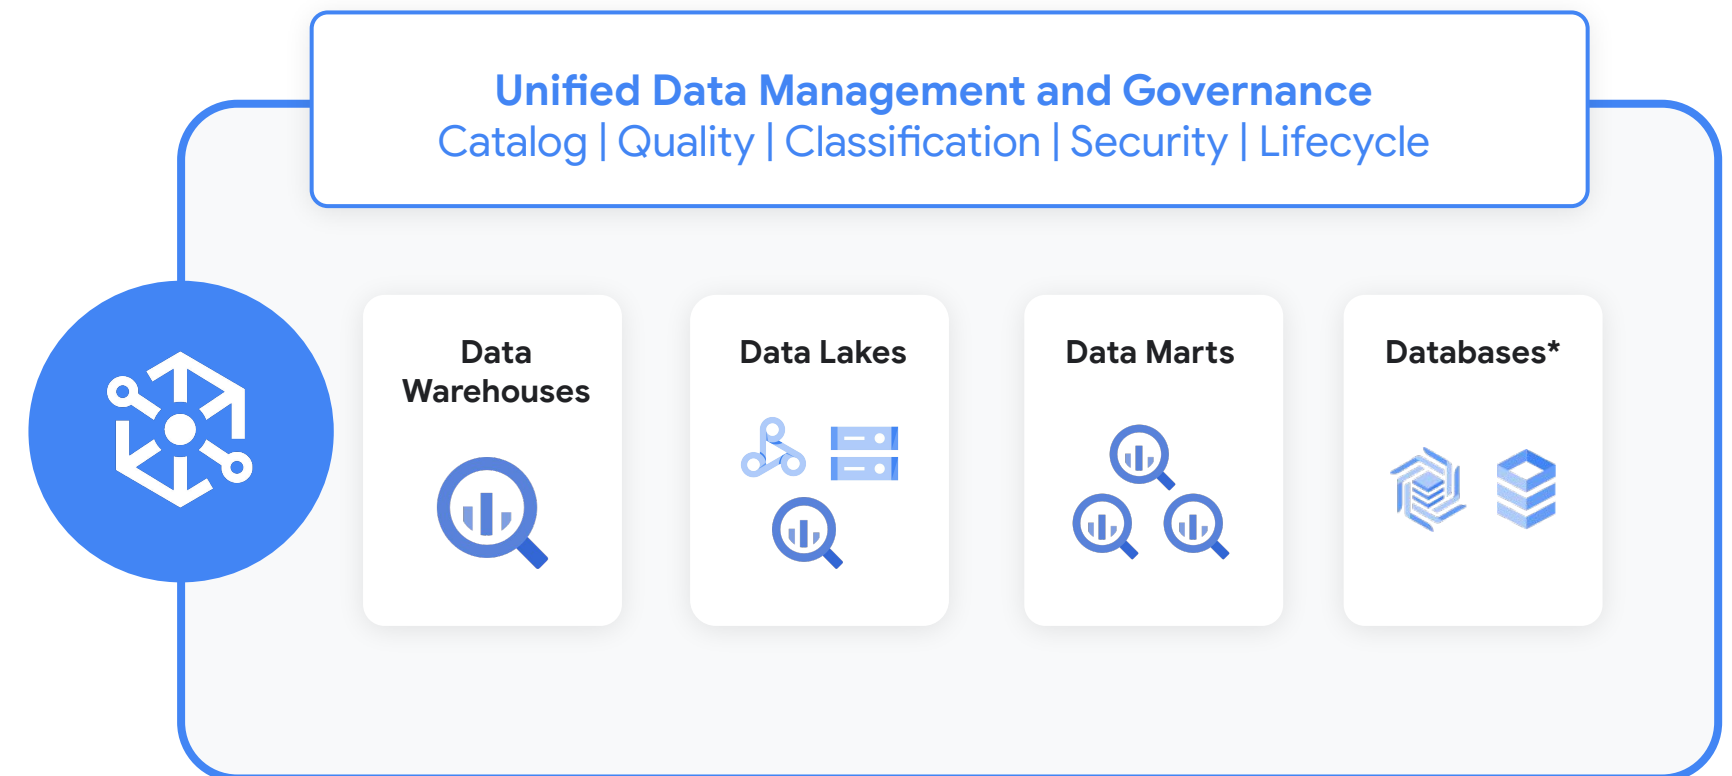 Unified Data Management and Governance
Catalog | Quality | Classification | Security | Lifecycle
Data
Warehouses
Data Lakes
Data Marts
Databases*